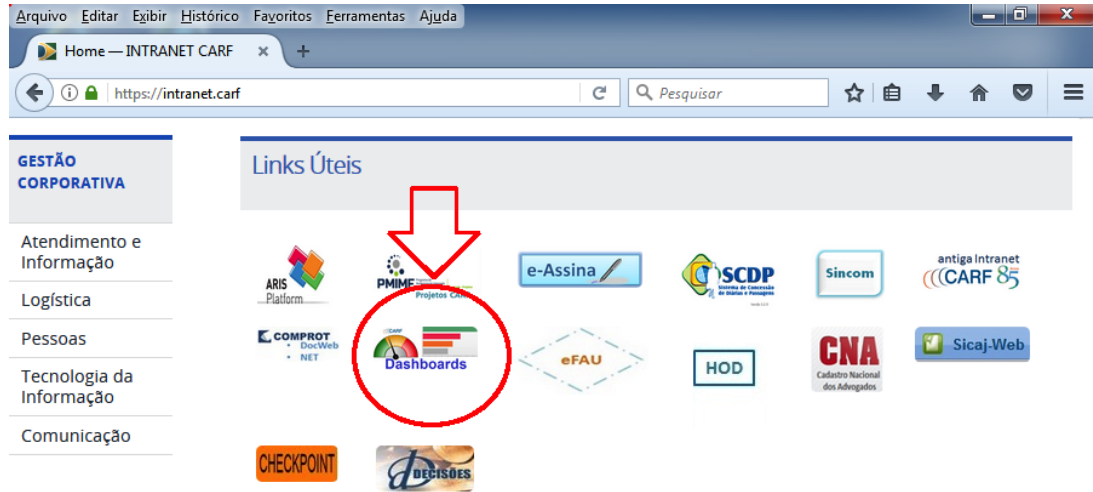 Arquivo Editar Exibir Histórico Favoritos Ferramentas Ajuda
Home — INTRANET CARF
https://intranet.carf
Pesquisar
GESTÃO
CORPORATIVA
Atendimento e
Informação
Logística
Pessoas
Tecnologia da
Informação
Comunicação
Links Úteis
ARIS
Platform
PMIME
Projetos CARF
e-Assina
SCDP
Sistema de Concessão
de Diárias e Passagens
Sincom
antiga Intranet
CARF 85
COMPROT
DocWeb
NET
CARF
Dashboards
eFAU
HOD
CNA
Cadastro Nacional
dos Advogados
Sicaj-Web
CHECKPOINT
DECISÕES